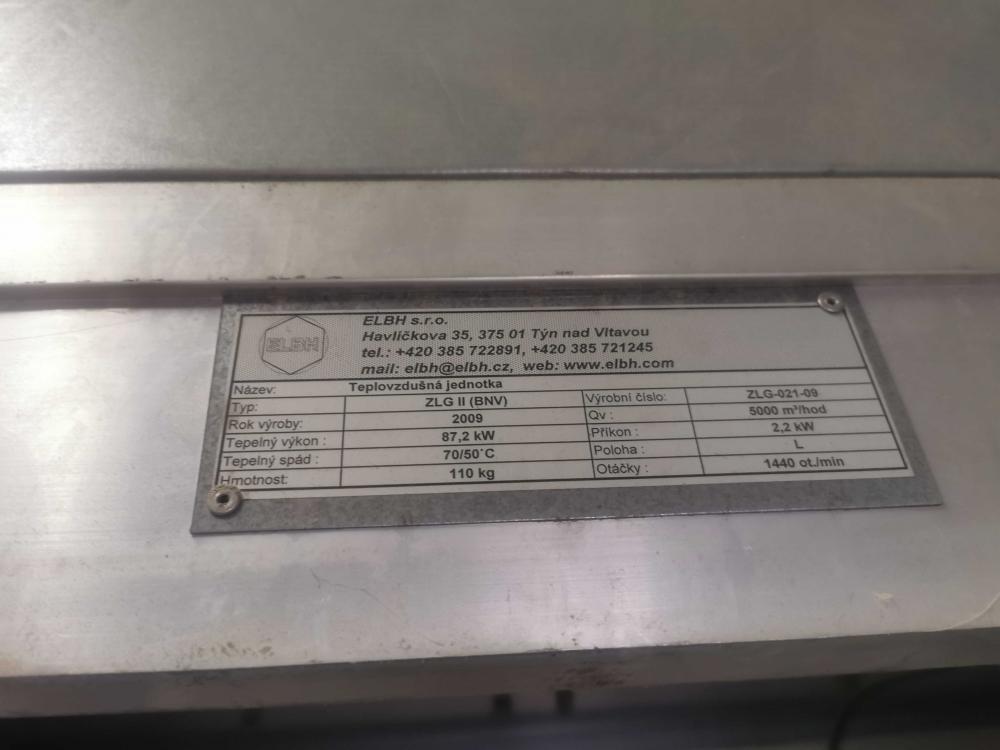 ELBH
ELBH s.r.o.
Havlíčkova 35, 375 01 Týn nad Vltavou
tel.: +420 385 722891, +420 385 721245
mail: elbh@elbh.cz, web: www.elbh.com
Název: Teplovzdušná jednotka
Typ: ZLG II (BNV) Výrobní číslo: ZLG-021-09
Rok výroby: 2009 Qv : 5000 m³/hod
Tepelný výkon : 87,2 kW Příkon : 2,2 kW
Tepelný spád : 70/50°C Poloha : L
Hmotnost: 110 kg Otáčky : 1440 ot./min